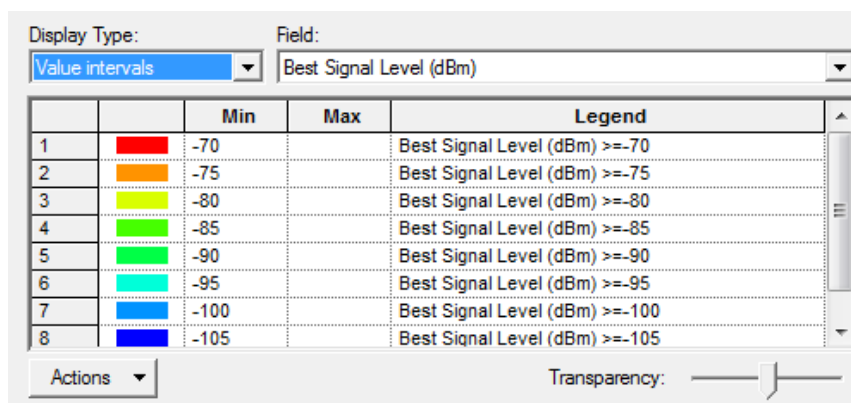 Display Type: Field:
Value intervals Best Signal Level (dBm)
Min Max Legend
1 -70 Best Signal Level (dBm) >=-70
2 -75 Best Signal Level (dBm) >=-75
3 -80 Best Signal Level (dBm) >=-80
4 -85 Best Signal Level (dBm) >=-85
5 -90 Best Signal Level (dBm) >=-90
6 -95 Best Signal Level (dBm) >=-95
7 -100 Best Signal Level (dBm) >=-100
8 -105 Best Signal Level (dBm) >=-105
Actions Transparency: